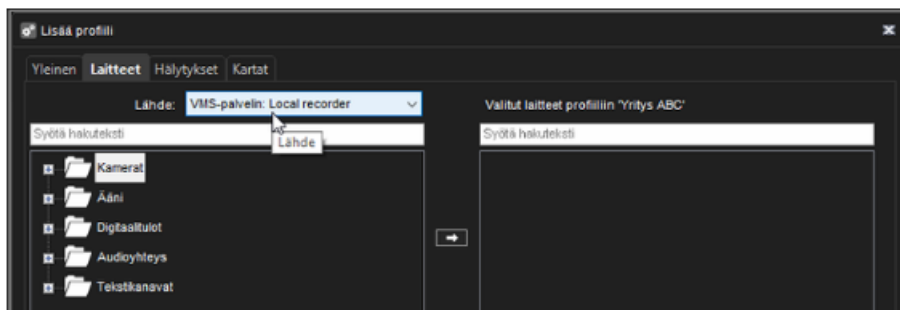 Lisää profiili
Yleinen Laitteet Hälytykset Kartat
Lähde: VMS-palvelin: Local recorder
Valitut laitteet profiiliin 'Yritys ABC'
Syötä hakuteksti
Syötä hakuteksti
Lähde
Kamerat
Ääni
Digitaalitulot
Audioyhteys
Tekstikanavat